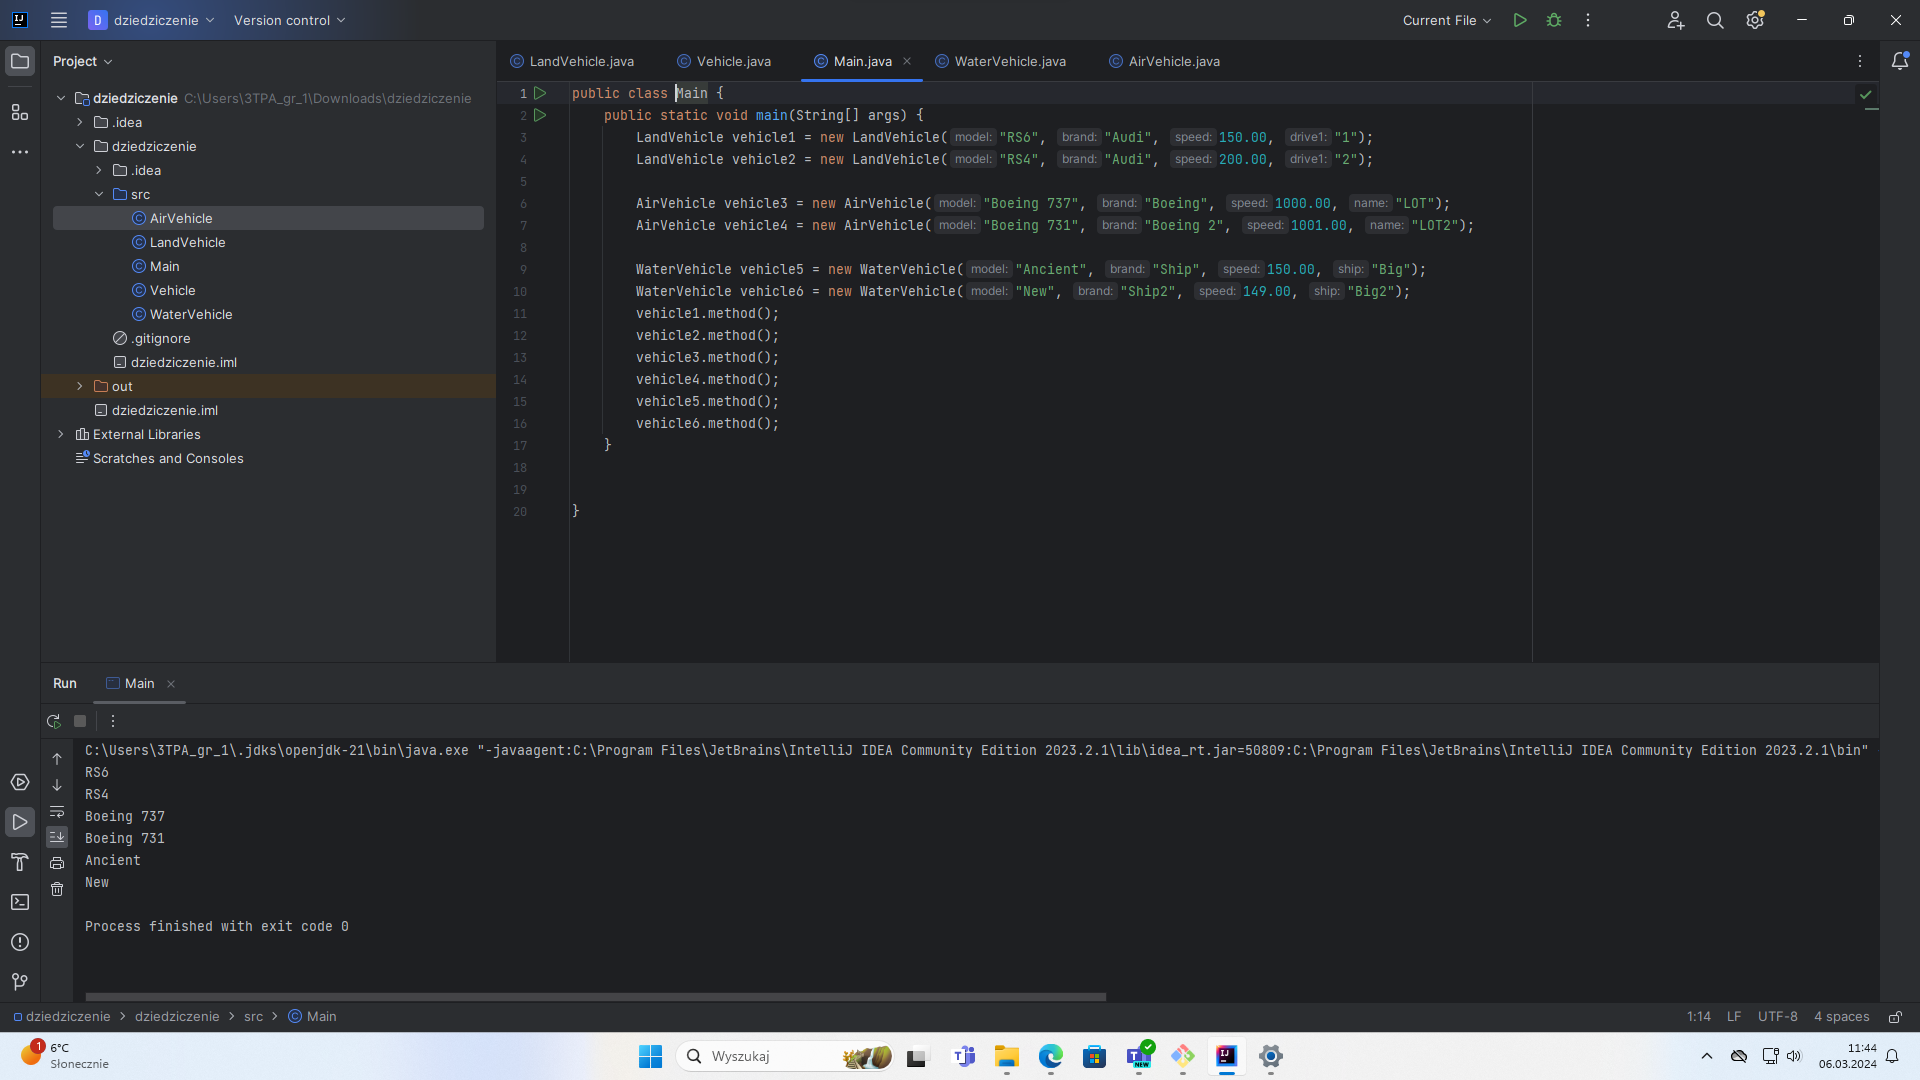 D dziedziczenie Version control Current File
Project
dziedziczenie C:\Users\3TPA_gr_1\Downloads\dziedziczenie
.idea
dziedziczenie
.idea
src
AirVehicle
LandVehicle
Main
Vehicle
WaterVehicle
.gitignore
dziedziczenie.iml
out
dziedziczenie.iml
External Libraries
Scratches and Consoles
LandVehicle.java Vehicle.java Main.java WaterVehicle.java AirVehicle.java
1 public class Main {
2 public static void main(String[] args) {
3 LandVehicle vehicle1 = new LandVehicle( model: "RS6", brand: "Audi", speed: 150.00, drive1: "1");
4 LandVehicle vehicle2 = new LandVehicle( model: "RS4", brand: "Audi", speed: 200.00, drive1: "2");
5
6 AirVehicle vehicle3 = new AirVehicle( model: "Boeing 737", brand: "Boeing", speed: 1000.00, name: "LOT");
7 AirVehicle vehicle4 = new AirVehicle( model: "Boeing 731", brand: "Boeing 2", speed: 1001.00, name: "LOT2");
8
9 WaterVehicle vehicle5 = new WaterVehicle( model: "Ancient", brand: "Ship", speed: 150.00, ship: "Big");
10 WaterVehicle vehicle6 = new WaterVehicle( model: "New", brand: "Ship2", speed: 149.00, ship: "Big2");
11 vehicle1.method();
12 vehicle2.method();
13 vehicle3.method();
14 vehicle4.method();
15 vehicle5.method();
16 vehicle6.method();
17 }
18
19
20 }
Run Main
C:\Users\3TPA_gr_1\.jdks\openjdk-21\bin\java.exe "-javaagent:C:\Program Files\JetBrains\IntelliJ IDEA Community Edition 2023.2.1\lib\idea_rt.jar=50809:C:\Program Files\JetBrains\IntelliJ IDEA Community Edition 2023.2.1\bin"
RS6
RS4
Boeing 737
Boeing 731
Ancient
New
Process finished with exit code 0
dziedziczenie > dziedziczenie > src > Main 1:14 LF UTF-8 4 spaces
1 6°C
Słonecznie
Wyszukaj
NEW
11:44
06.03.2024